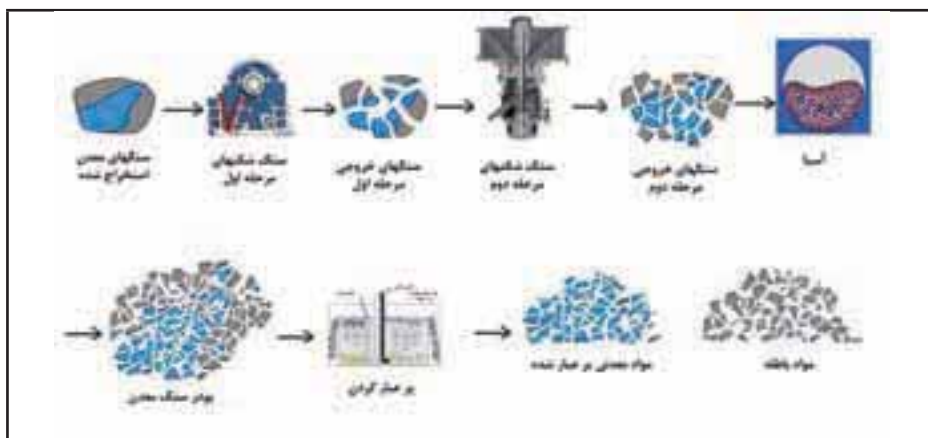 سنگهای معدن
استخراج شده
سنگ شکنهای
مرحله اول
سنگهای خروجی
مرحله اول
سنگ شکنهای
مرحله دوم
سنگهای خروجی
مرحله دوم
آسیا
پودر سنگ معدن
پر عیار کردن
مواد معدنی پر عیار شده
مواد باطله